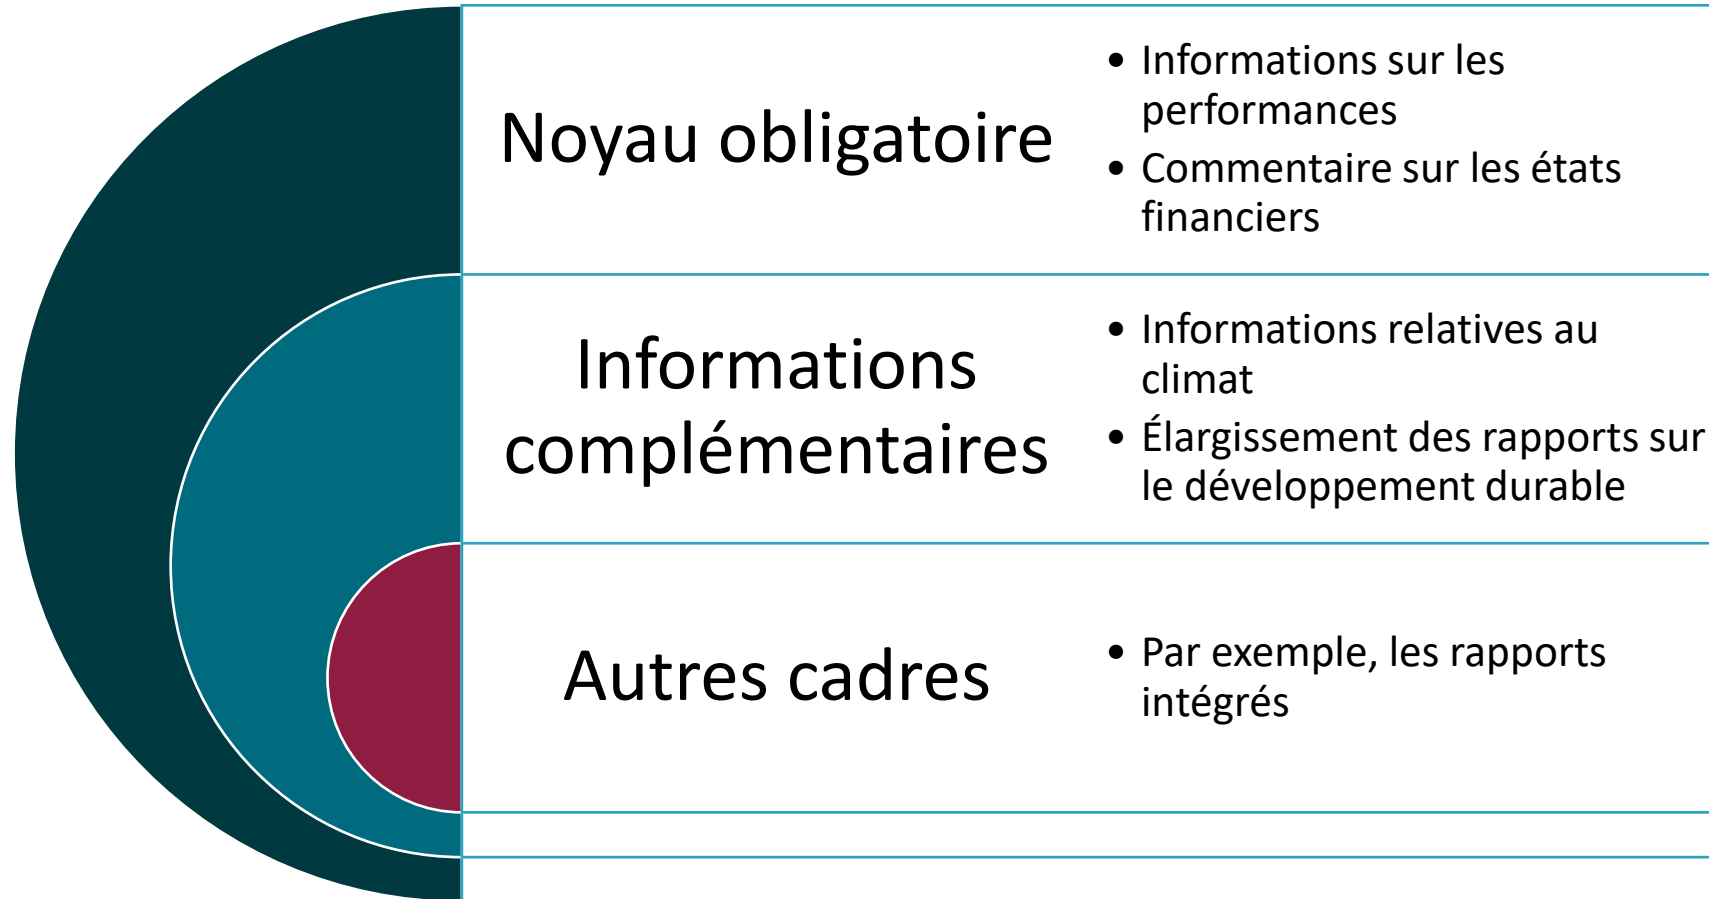 Noyau obligatoire
• Informations sur les
performances
• Commentaire sur les états
financiers
Informations
complémentaires
• Informations relatives au
climat
• Élargissement des rapports sur
le développement durable
Autres cadres
• Par exemple, les rapports
intégrés